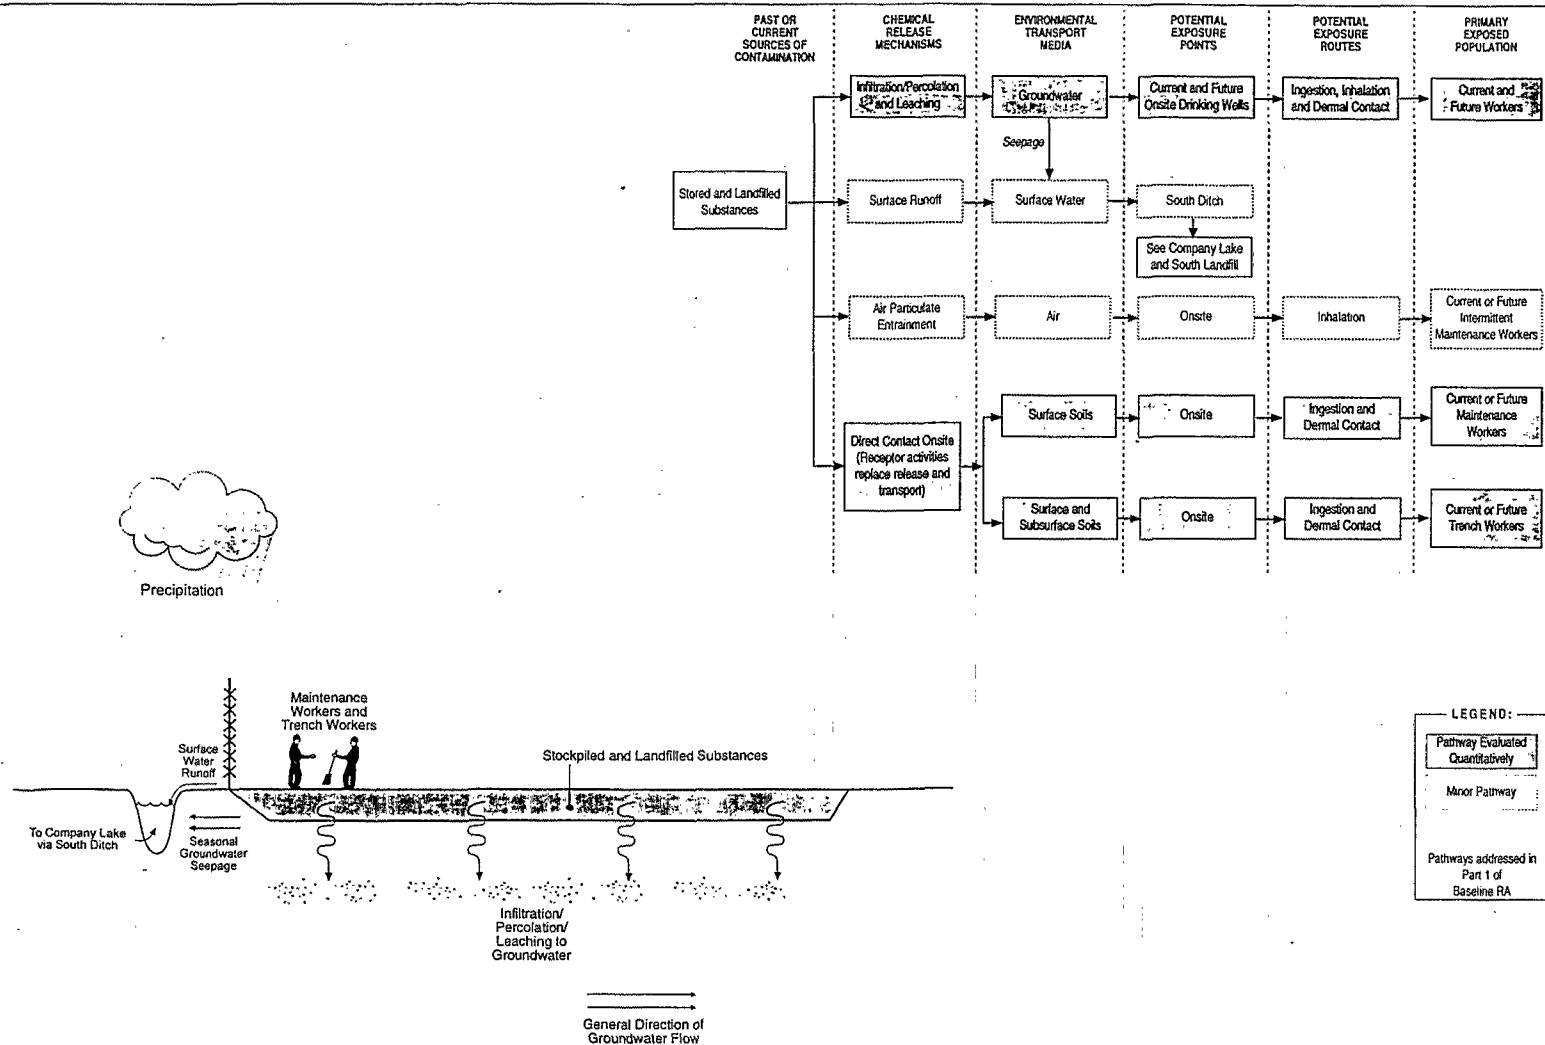 PAST OR
CURRENT
SOURCES OF
CONTAMINATION
CHEMICAL
RELEASE
MECHANISMS
ENVIRONMENTAL
TRANSPORT
MEDIA
POTENTIAL
EXPOSURE
POINTS
POTENTIAL
EXPOSURE
ROUTES
PRIMARY
EXPOSED
POPULATION
Infiltration/Percolation
and Leaching
Groundwater
Current and Future
Onsite Drinking Wells
Ingestion, Inhalation
and Dermal Contact
Current and
Future Workers
Seepage
Stored and Landfilled
Substances
Surface Runoff
Surface Water
South Ditch
See Company Lake
and South Landfill
Air Particulate
Entrainment
Air
Onsite
Inhalation
Current or Future
Intermittent
Maintenance Workers
Direct Contact Onsite
(Receptor activities
replace release and
transport)
Surface Soils
Onsite
Ingestion and
Dermal Contact
Current or Future
Maintenance
Workers
Surface and
Subsurface Soils
Onsite
Ingestion and
Dermal Contact
Current or Future
Trench Workers
Precipitation
Maintenance
Workers and
Trench Workers
Surface
Water
Runoff
Stockpiled and Landfilled Substances
To Company Lake
via South Ditch
Seasonal
Groundwater
Seepage
Infiltration/
Percolation/
Leaching to
Groundwater
General Direction of
Groundwater Flow
LEGEND:
Pathway Evaluated
Quantitatively
Minor Pathway
Pathways addressed in
Part 1 of
Baseline RA